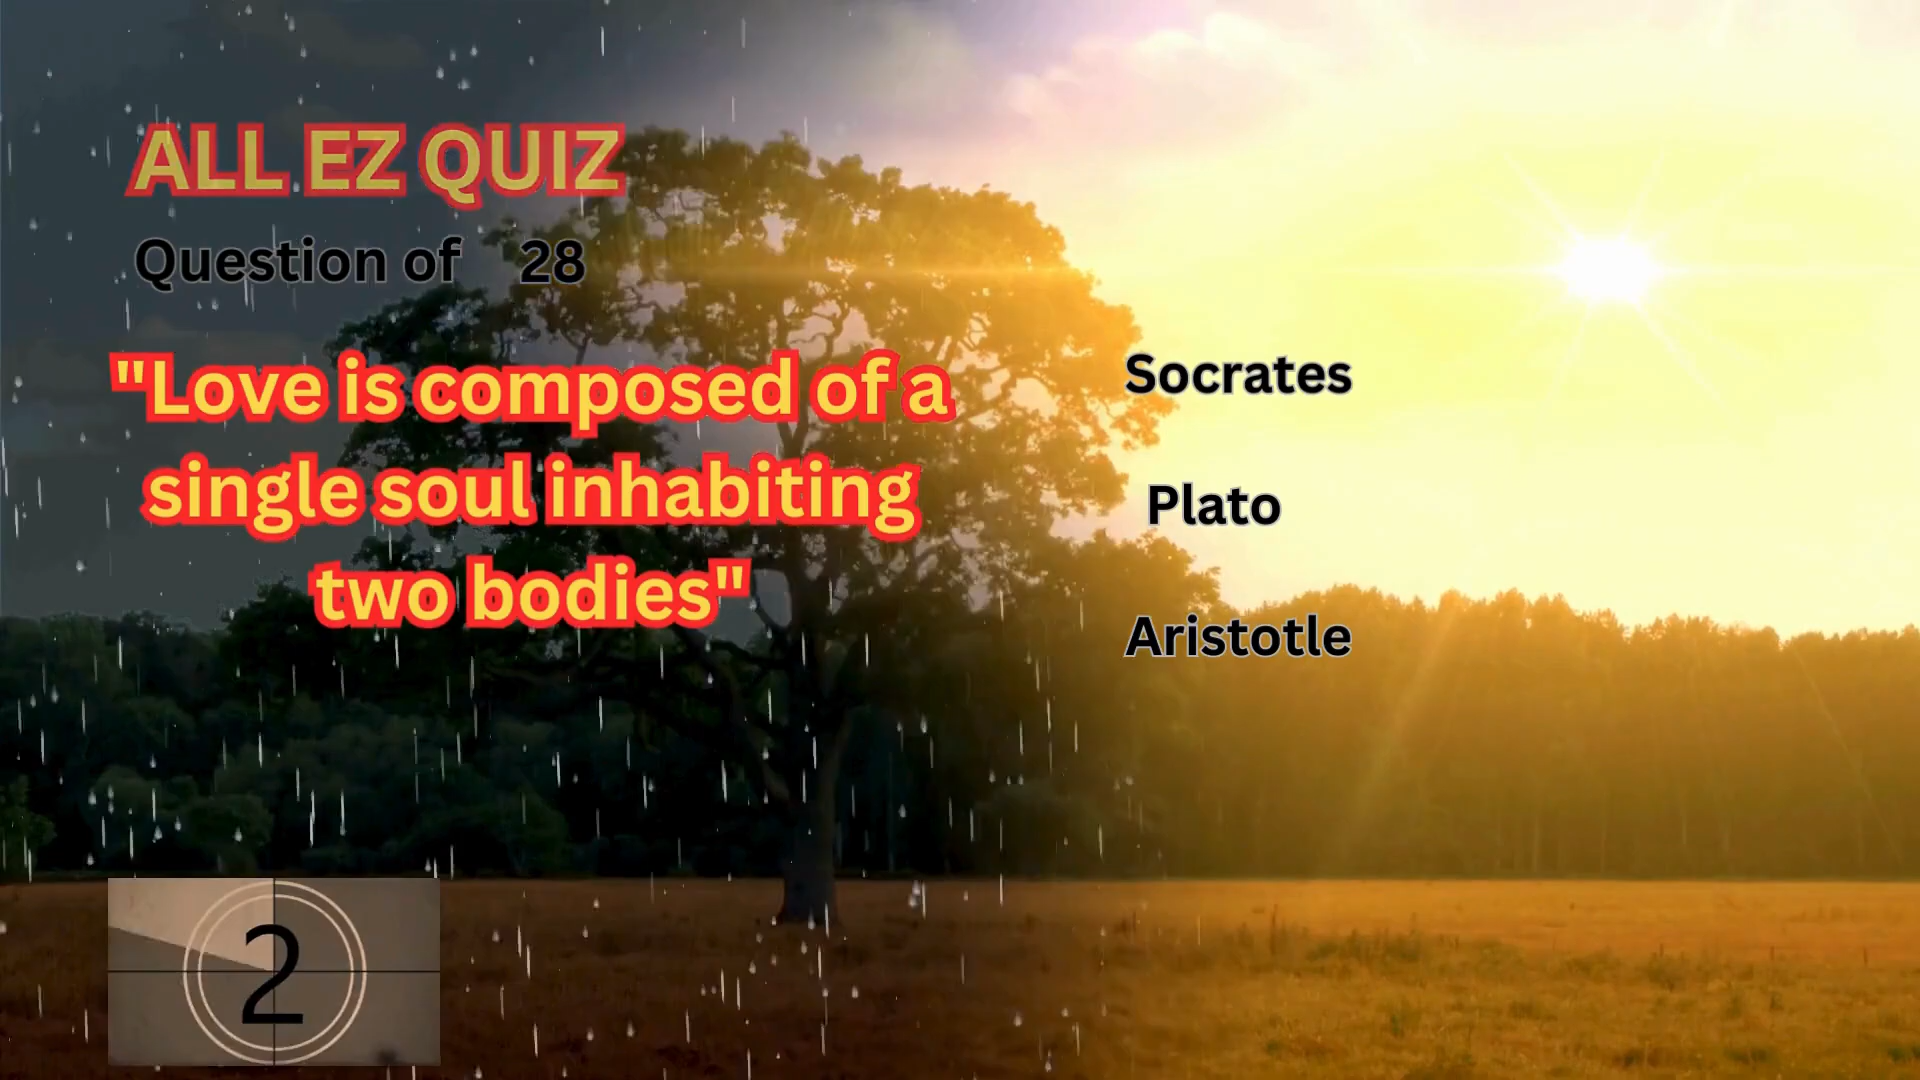 ALL EZ QUIZ
Question of 28
"Love is composed of a
single soul inhabiting
two bodies"
Socrates
Plato
Aristotle
2